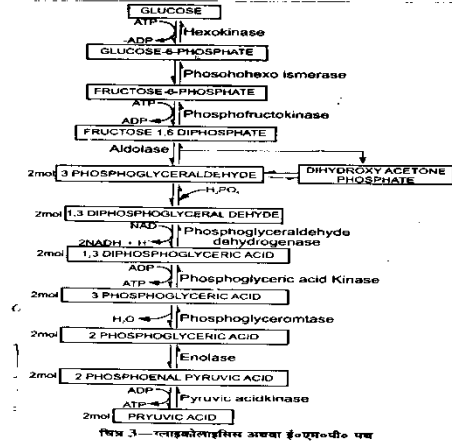 GLUCOSE
ATP
ADP
Hexokinase
GLUCOSE-6-PHOSPHATE
Phosohohexo ismerase
FRUCTOSE-6-PHOSPHATE
ATP
ADP
Phosphofructokinase
FRUCTOSE 1,6 DIPHOSPHATE
Aldolase
2mol 3 PHOSPHOGLYCERALDEHYDE
DIHYDROXY ACETONE
PHOSPHATE
H₃PO₄
2mol 1,3 DIPHOSPHOGLYCERAL DEHYDE
NAD
2NADH₂ + H
Phosphoglyceraldehyde
dehydrogenase
2mol 1,3 DIPHOSPHOGLYCERIC ACID
ADP
ATP
Phosphoglyceric acid Kinase
2mol 3 PHOSPHOGLYCERIC ACID
H₂O
Phosphoglyceromtase
2mol 2 PHOSPHOGLYCERIC ACID
Enolase
2mol 2 PHOSPHOENAL PYRUVIC ACID
ADP
ATP
Pyruvic acidkinase
2mol PRYUVIC ACID
चित्र 3—ग्लाइकोलाइसिस अथवा ई०एम०पी० पथ